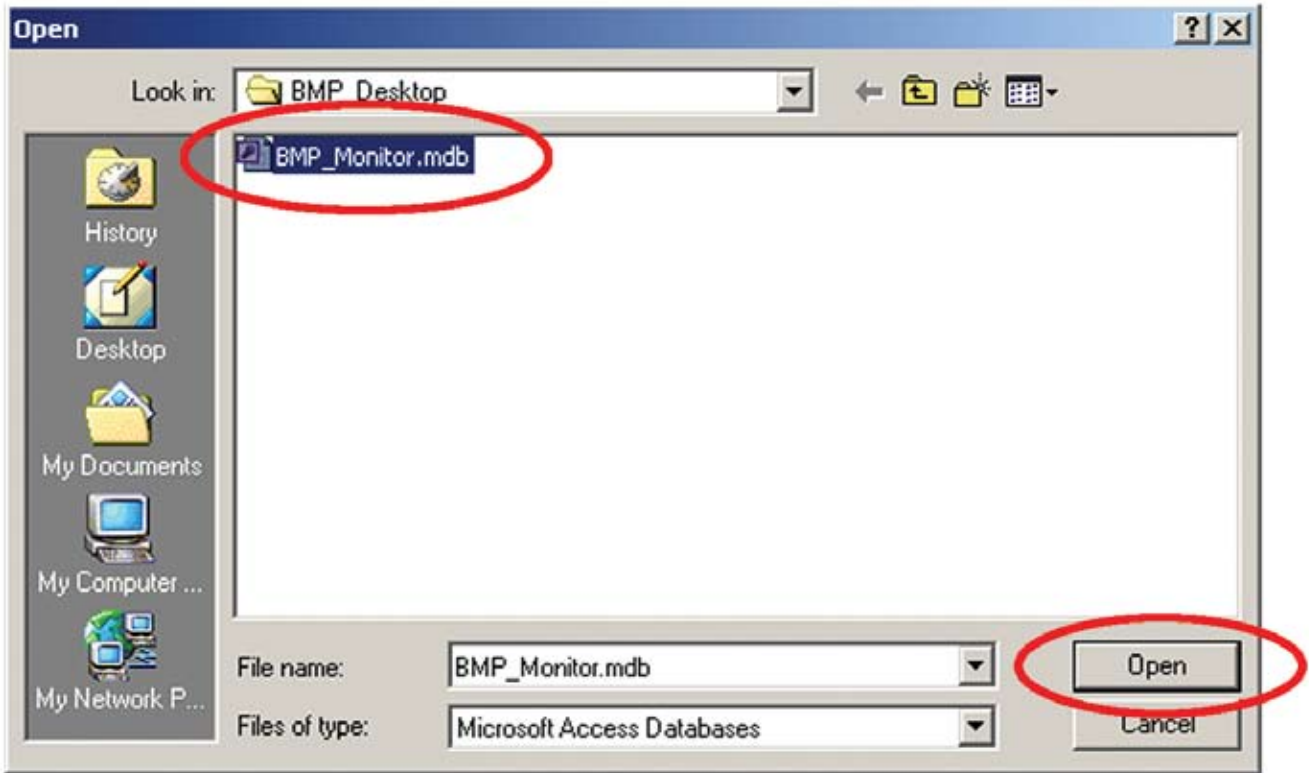 Open
Look in: BMP_Desktop
BMP_Monitor.mdb
History
Desktop
My Documents
My Computer ...
My Network P...
File name: BMP_Monitor.mdb Open
Files of type: Microsoft Access Databases Cancel